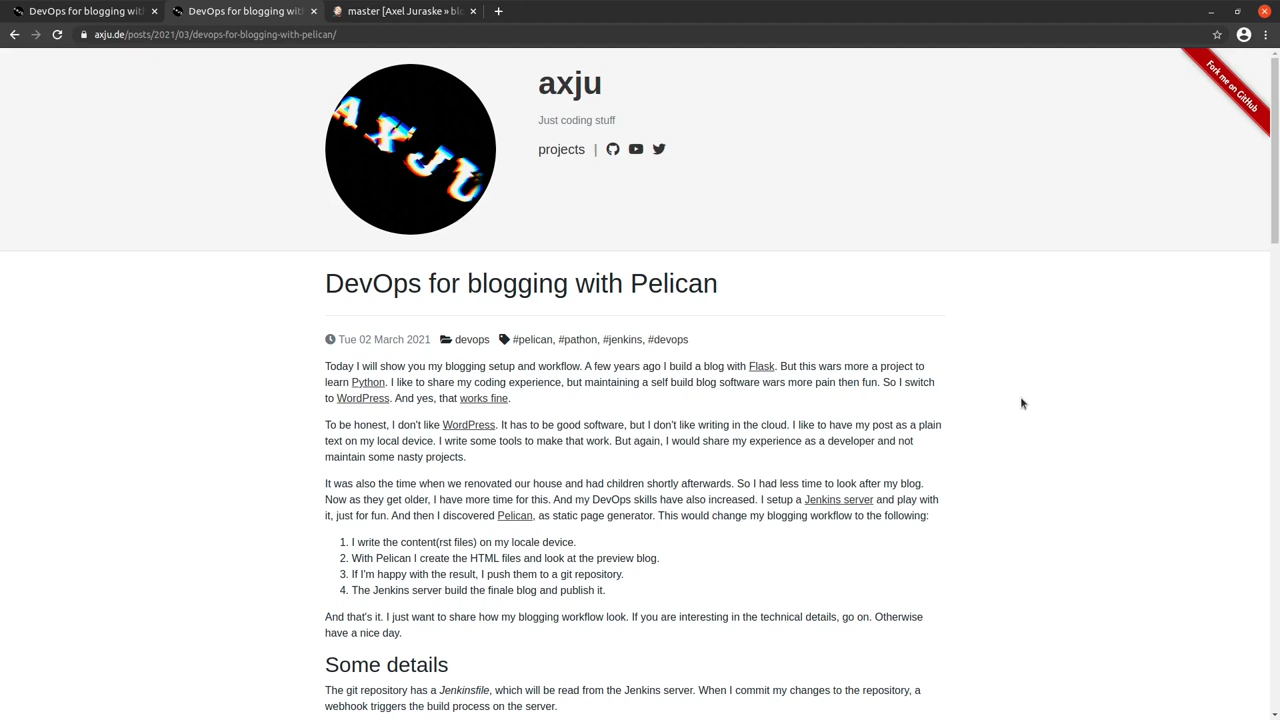 DevOps for blogging wit
DevOps for blogging wit
master [Axel Juraske » blo
axju.de/posts/2021/03/devops-for-blogging-with-pelican/
Fork me on GitHub
AXJU
axju
Just coding stuff
projects |
DevOps for blogging with Pelican
Tue 02 March 2021 devops #pelican, #pathon, #jenkins, #devops
Today I will show you my blogging setup and workflow. A few years ago I build a blog with Flask. But this wars more a project to
learn Python. I like to share my coding experience, but maintaining a self build blog software wars more pain then fun. So I switch
to WordPress. And yes, that works fine.
To be honest, I don't like WordPress. It has to be good software, but I don't like writing in the cloud. I like to have my post as a plain
text on my local device. I write some tools to make that work. But again, I would share my experience as a developer and not
maintain some nasty projects.
It was also the time when we renovated our house and had children shortly afterwards. So I had less time to look after my blog.
Now as they get older, I have more time for this. And my DevOps skills have also increased. I setup a Jenkins server and play with
it, just for fun. And then I discovered Pelican, as static page generator. This would change my blogging workflow to the following:
1. I write the content(rst files) on my locale device.
2. With Pelican I create the HTML files and look at the preview blog.
3. If I'm happy with the result, I push them to a git repository.
4. The Jenkins server build the finale blog and publish it.
And that's it. I just want to share how my blogging workflow look. If you are interesting in the technical details, go on. Otherwise
have a nice day.
Some details
The git repository has a Jenkinsfile, which will be read from the Jenkins server. When I commit my changes to the repository, a
webhook triggers the build process on the server.